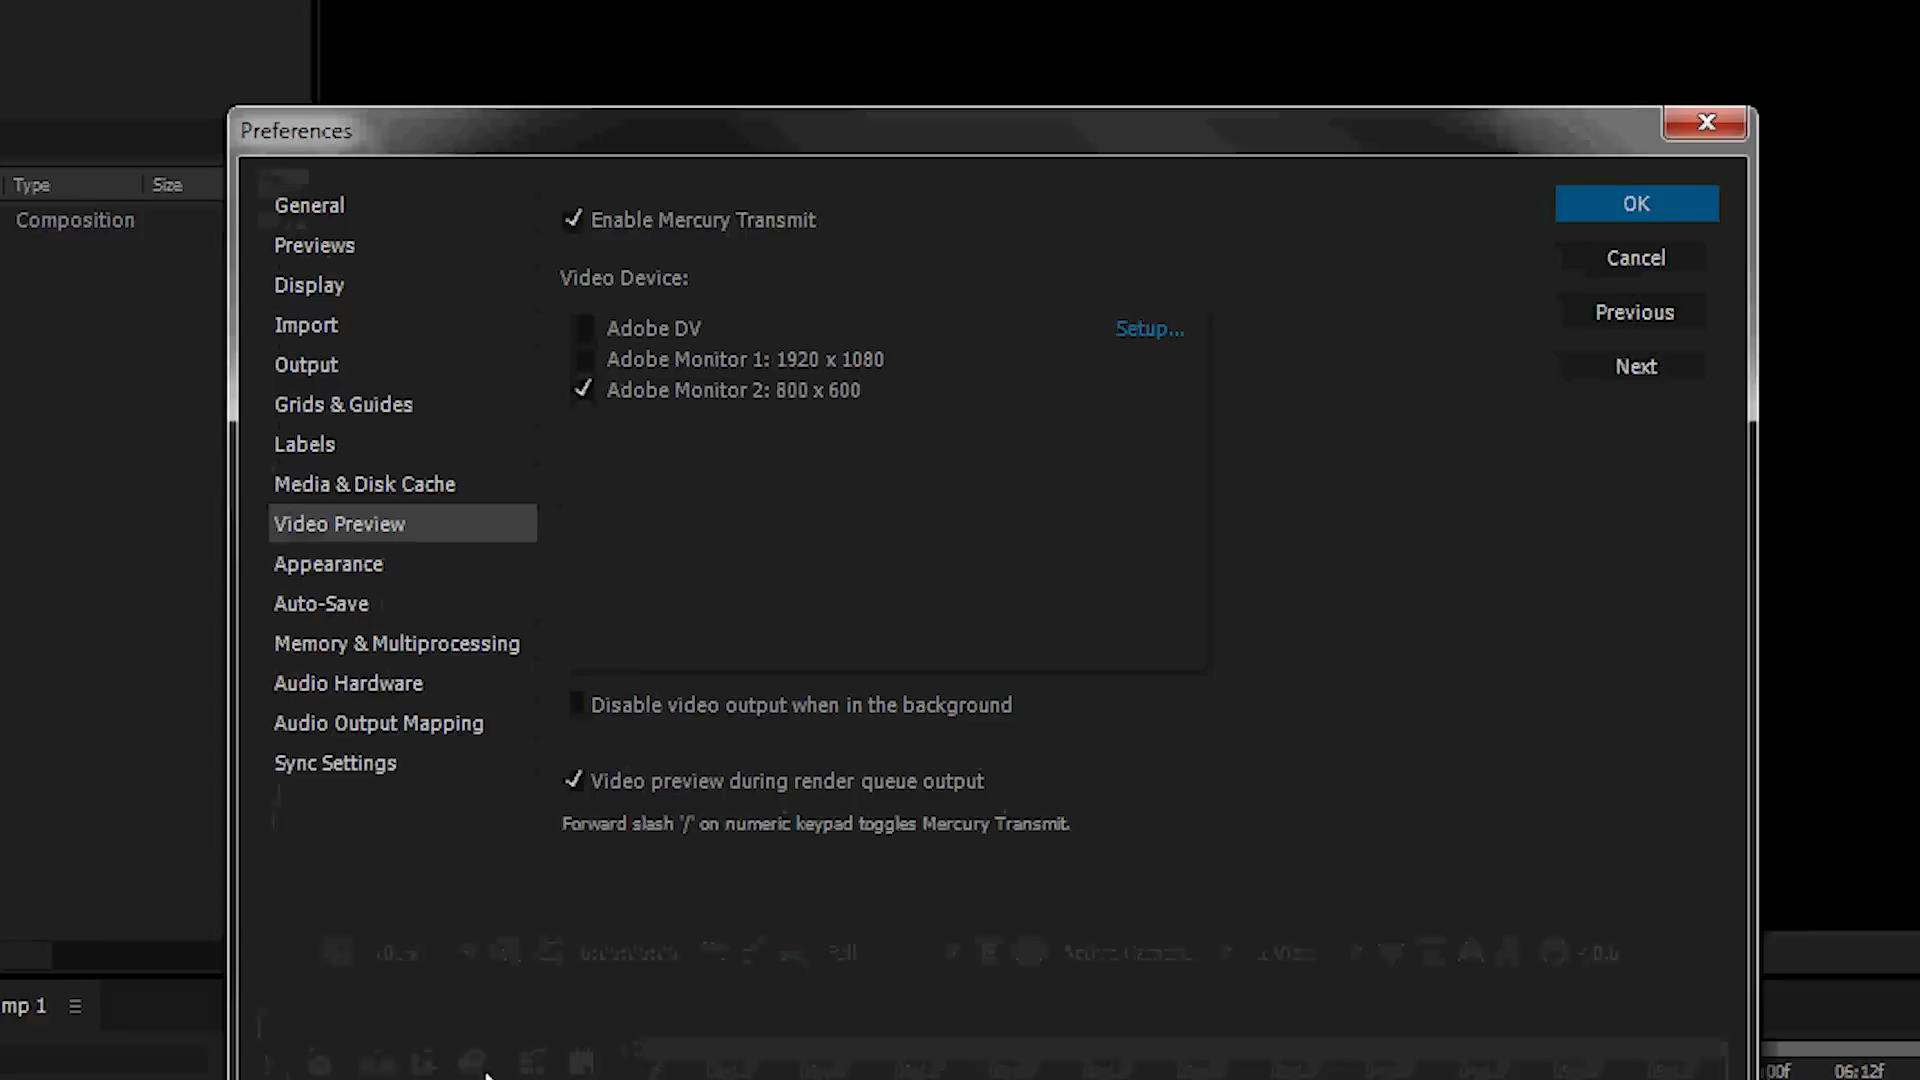 Preferences
Type
Size
Composition
General
Previews
Display
Import
Output
Grids & Guides
Labels
Media & Disk Cache
Video Preview
Appearance
Auto-Save
Memory & Multiprocessing
Audio Hardware
Audio Output Mapping
Sync Settings
Enable Mercury Transmit
Video Device:
Adobe DV
Setup...
Adobe Monitor 1: 1920 x 1080
Adobe Monitor 2: 800 x 600
Disable video output when in the background
Video preview during render queue output
Forward slash '/' on numeric keypad toggles Mercury Transmit.
OK
Cancel
Previous
Next
Full
mp 1
00f
06:12f